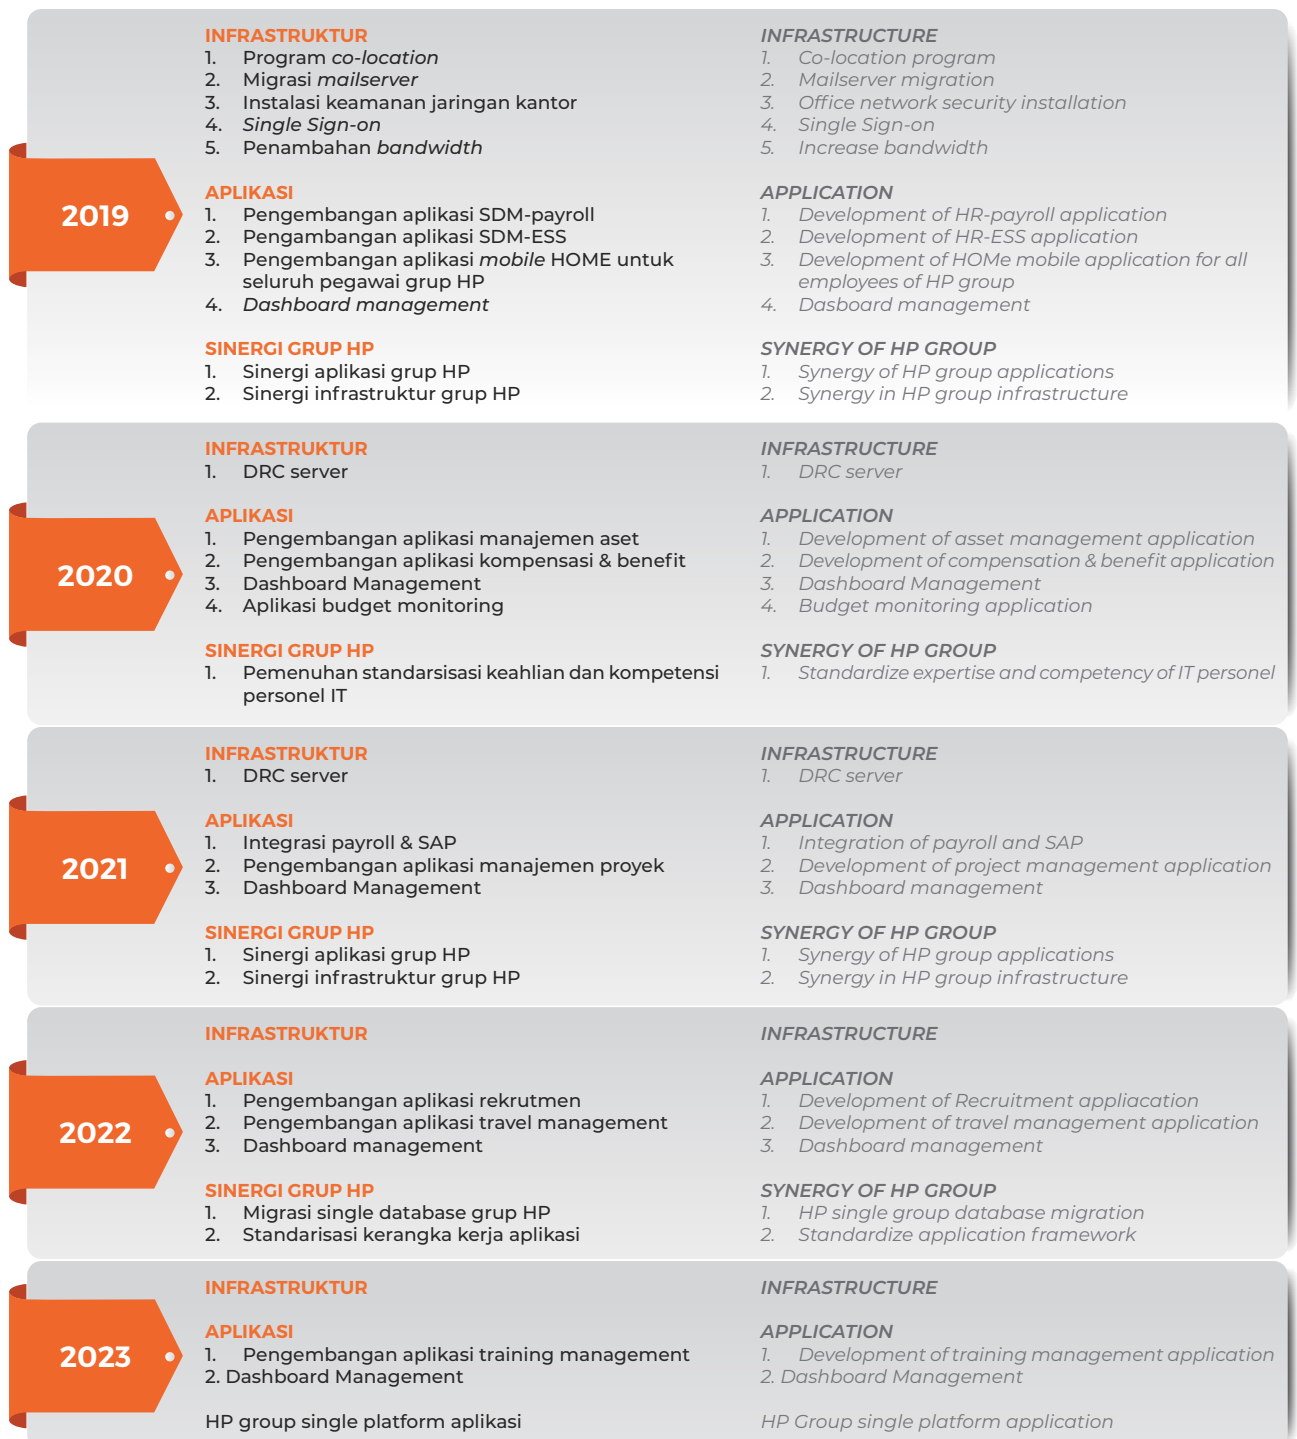 2019
INFRASTRUKTUR
1. Program co-location
2. Migrasi mailserver
3. Instalasi keamanan jaringan kantor
4. Single Sign-on
5. Penambahan bandwidth
APLIKASI
1. Pengembangan aplikasi SDM-payroll
2. Pengambangan aplikasi SDM-ESS
3. Pengembangan aplikasi mobile HOME untuk
seluruh pegawai grup HP
4. Dashboard management
SINERGI GRUP HP
1. Sinergi aplikasi grup HP
2. Sinergi infrastruktur grup HP
INFRASTRUCTURE
1. Co-location program
2. Mailserver migration
3. Office network security installation
4. Single Sign-on
5. Increase bandwidth
APPLICATION
1. Development of HR-payroll application
2. Development of HR-ESS application
3. Development of HOMe mobile application for all
employees of HP group
4. Dasboard management
SYNERGY OF HP GROUP
1. Synergy of HP group applications
2. Synergy in HP group infrastructure
2020
INFRASTRUKTUR
1. DRC server
APLIKASI
1. Pengembangan aplikasi manajemen aset
2. Pengembangan aplikasi kompensasi & benefit
3. Dashboard Management
4. Aplikasi budget monitoring
SINERGI GRUP HP
1. Pemenuhan standarsisasi keahlian dan kompetensi
personel IT
INFRASTRUCTURE
1. DRC server
APPLICATION
1. Development of asset management application
2. Development of compensation & benefit application
3. Dashboard Management
4. Budget monitoring application
SYNERGY OF HP GROUP
1. Standardize expertise and competency of IT personel
2021
INFRASTRUKTUR
1. DRC server
APLIKASI
1. Integrasi payroll & SAP
2. Pengembangan aplikasi manajemen proyek
3. Dashboard Management
SINERGI GRUP HP
1. Sinergi aplikasi grup HP
2. Sinergi infrastruktur grup HP
INFRASTRUCTURE
1. DRC server
APPLICATION
1. Integration of payroll and SAP
2. Development of project management application
3. Dashboard management
SYNERGY OF HP GROUP
1. Synergy of HP group applications
2. Synergy in HP group infrastructure
2022
INFRASTRUKTUR
APLIKASI
1. Pengembangan aplikasi rekrutmen
2. Pengembangan aplikasi travel management
3. Dashboard management
SINERGI GRUP HP
1. Migrasi single database grup HP
2. Standarisasi kerangka kerja aplikasi
INFRASTRUCTURE
APPLICATION
1. Development of Recruitment appliacation
2. Development of travel management application
3. Dashboard management
SYNERGY OF HP GROUP
1. HP single group database migration
2. Standardize application framework
2023
INFRASTRUKTUR
APLIKASI
1. Pengembangan aplikasi training management
2. Dashboard Management
HP group single platform aplikasi
INFRASTRUCTURE
APPLICATION
1. Development of training management application
2. Dashboard Management
HP Group single platform application